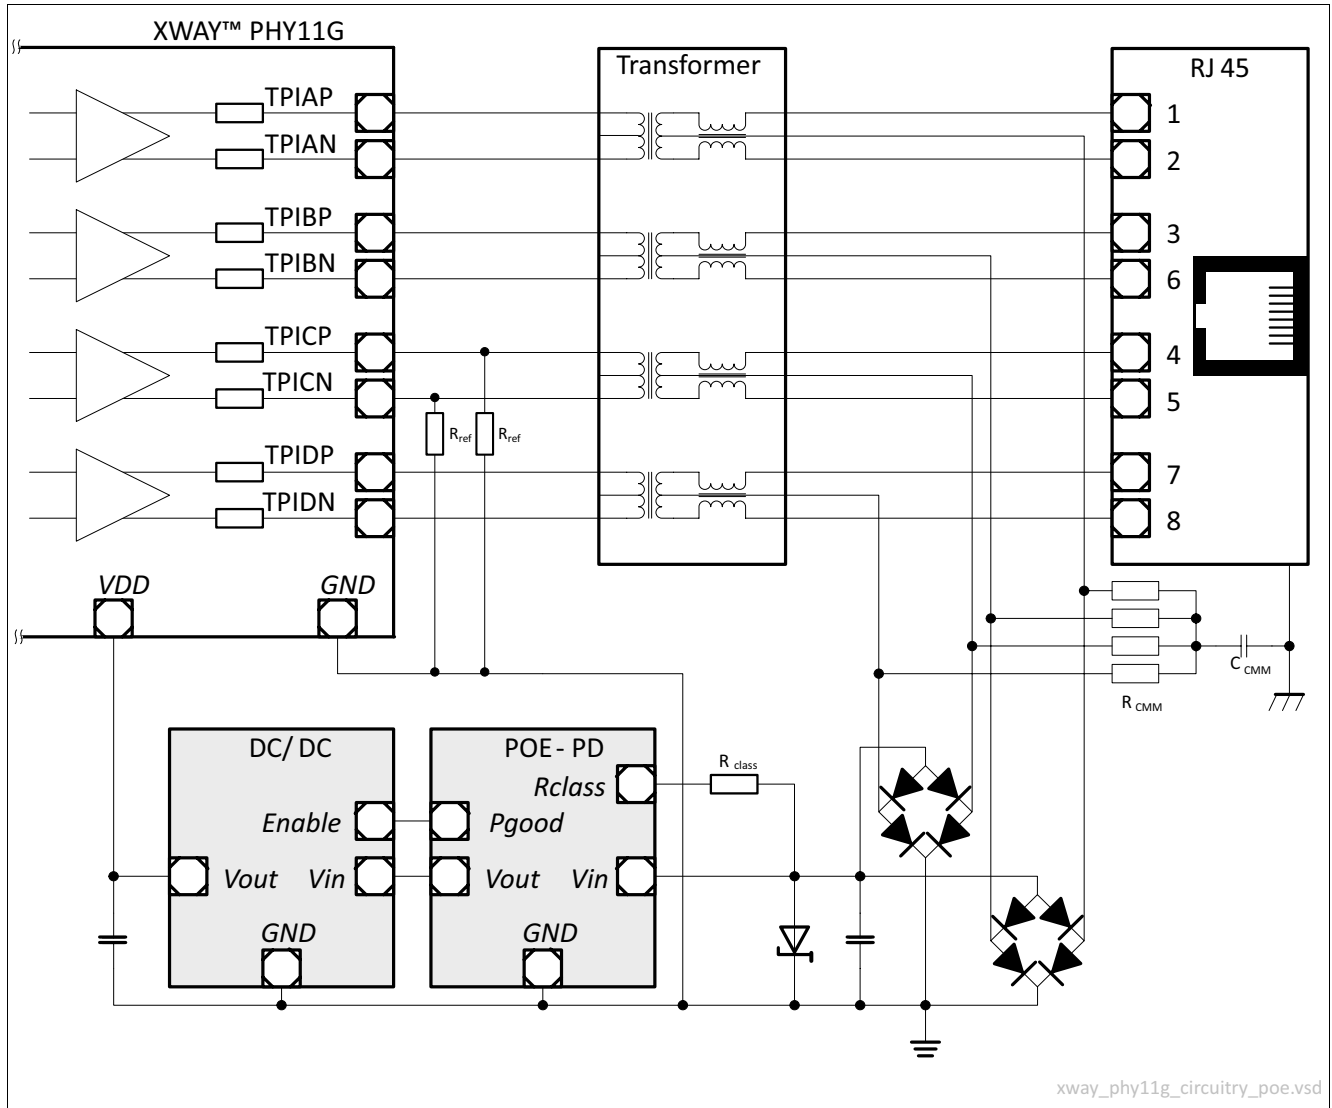 XWAY™ PHY11G
Transformer
RJ 45
TPIAP
TPIAN
TPIBP
TPIBN
TPICP
TPICN
TPIDP
TPIDN
1
2
3
6
4
5
7
8
Rref
Rref
VDD
GND
C CMM
R CMM
DC/ DC
POE - PD
R class
Rclass
Enable
Pgood
Vout
Vin
Vout
Vin
GND
GND
xway_phy11g_circuitry_poe.vsd